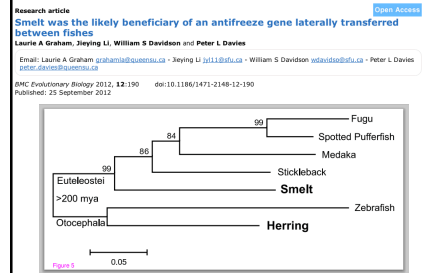 Research article
Open Access
Smelt was the likely beneficiary of an antifreeze gene laterally transferred
between fishes
Laurie A Graham, Jieying Li, William S Davidson and Peter L Davies
Email: Laurie A Graham grahamla@queensu.ca - Jieying Li jyl11@sfu.ca - William S Davidson wdavidso@sfu.ca - Peter L Davies
peter.davies@queensu.ca
BMC Evolutionary Biology 2012, 12:190 doi:10.1186/1471-2148-12-190
Published: 25 September 2012
Fugu
99
Spotted Pufferfish
84
Medaka
86
Stickleback
99
Euteleostei
Smelt
>200 mya
Zebrafish
Otocephala
Herring
Figure 5
0.05